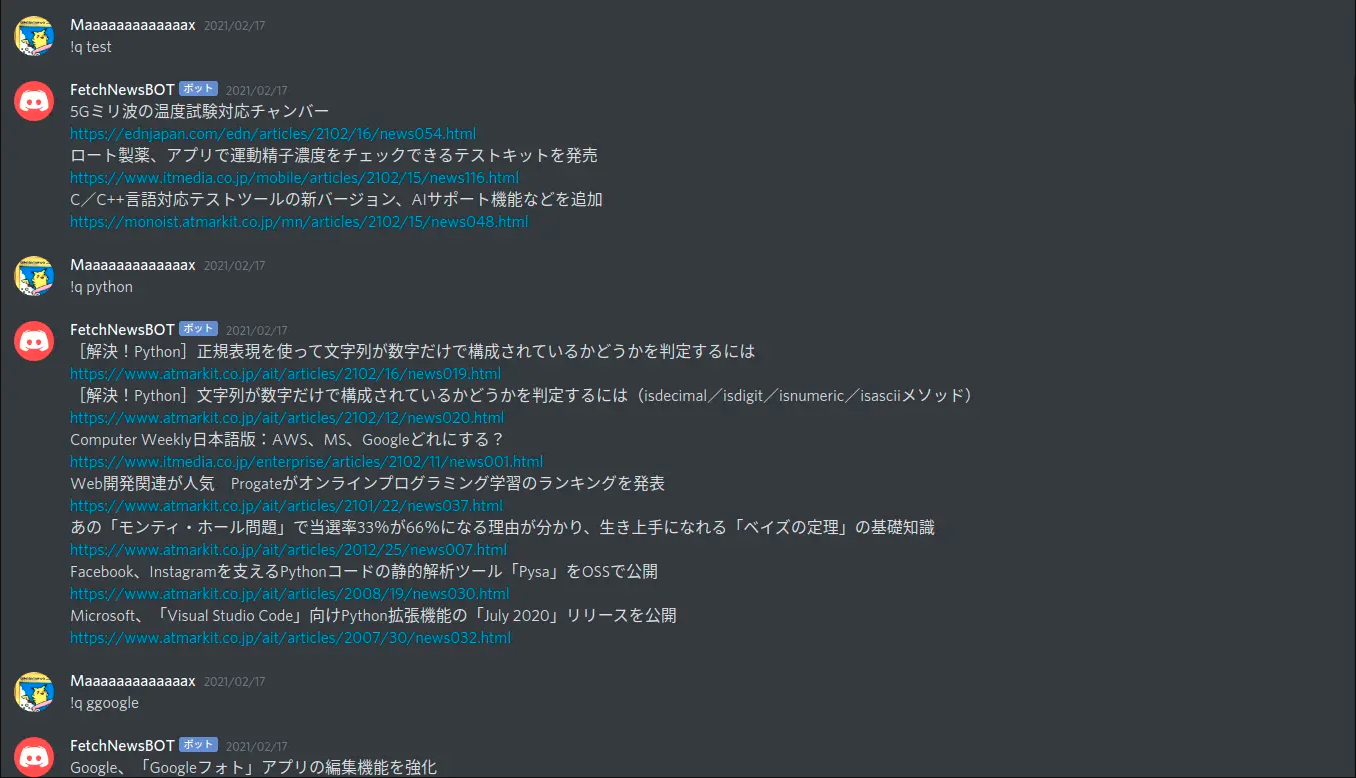 Maaaaaaaaaaaaax 2021/02/17
!q test
FetchNewsBOT ボット 2021/02/17
5Gミリ波の温度試験対応チャンバー
https://ednjapan.com/edn/articles/2102/16/news054.html
ロート製薬、アプリで運動精子濃度をチェックできるテストキットを発売
https://www.itmedia.co.jp/mobile/articles/2102/15/news116.html
C／C++言語対応テストツールの新バージョン、AIサポート機能などを追加
https://monoist.atmarkit.co.jp/mn/articles/2102/15/news048.html
Maaaaaaaaaaaaax 2021/02/17
!q python
FetchNewsBOT ボット 2021/02/17
［解決！Python］正規表現を使って文字列が数字だけで構成されているかどうかを判定するには
https://www.atmarkit.co.jp/ait/articles/2102/16/news019.html
［解決！Python］文字列が数字だけで構成されているかどうかを判定するには（isdecimal／isdigit／isnumeric／isasciiメソッド）
https://www.atmarkit.co.jp/ait/articles/2102/12/news020.html
Computer Weekly日本語版：AWS、MS、Googleどれにする？
https://www.itmedia.co.jp/enterprise/articles/2102/11/news001.html
Web開発関連が人気　Progateがオンラインプログラミング学習のランキングを発表
https://www.atmarkit.co.jp/ait/articles/2101/22/news037.html
あの「モンティ・ホール問題」で当選率33％が66％になる理由が分かり、生き上手になれる「ベイズの定理」の基礎知識
https://www.atmarkit.co.jp/ait/articles/2012/25/news007.html
Facebook、Instagramを支えるPythonコードの静的解析ツール「Pysa」をOSSで公開
https://www.atmarkit.co.jp/ait/articles/2008/19/news030.html
Microsoft、「Visual Studio Code」向けPython拡張機能の「July 2020」リリースを公開
https://www.atmarkit.co.jp/ait/articles/2007/30/news032.html
Maaaaaaaaaaaaax 2021/02/17
!q ggoogle
FetchNewsBOT ボット 2021/02/17
Google、「Googleフォト」アプリの編集機能を強化